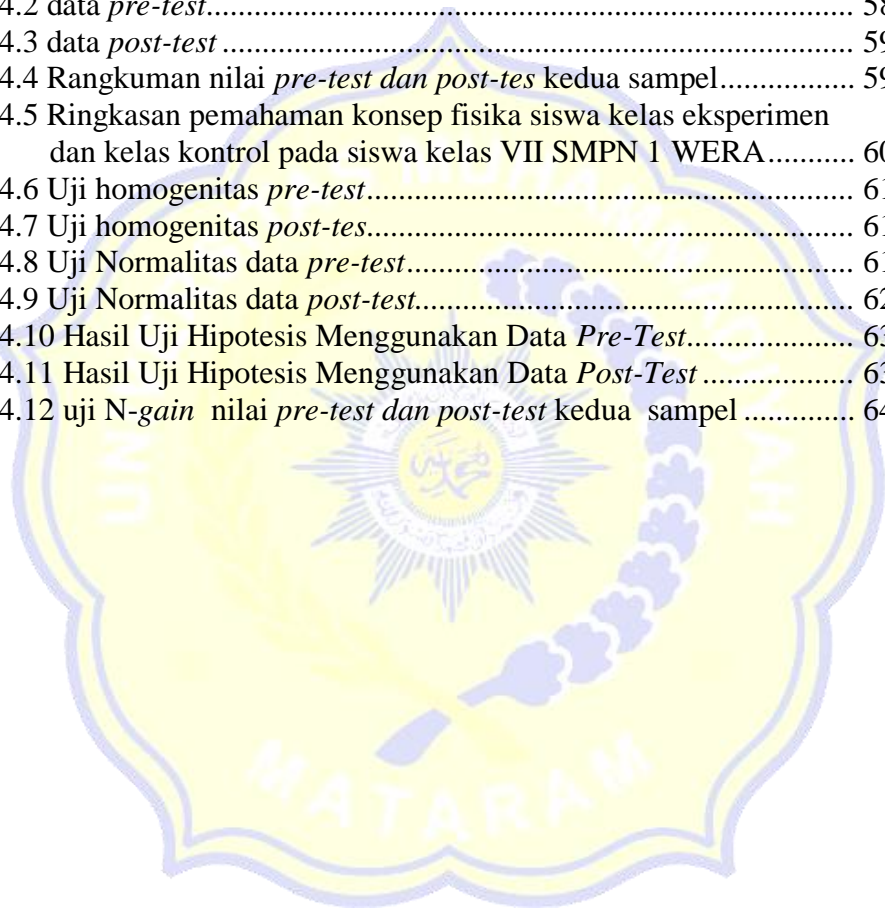 4.2 data pre-test.......................................................................................... 58
4.3 data post-test ........................................................................................ 59
4.4 Rangkuman nilai pre-test dan post-tes kedua sampel................. 59
4.5 Ringkasan pemahaman konsep fisika siswa kelas eksperimen
dan kelas kontrol pada siswa kelas VII SMPN 1 WERA........... 60
4.6 Uji homogenitas pre-test.............................................................. 61
4.7 Uji homogenitas post-tes.............................................................. 61
4.8 Uji Normalitas data pre-test......................................................... 61
4.9 Uji Normalitas data post-test........................................................ 62
4.10 Hasil Uji Hipotesis Menggunakan Data Pre-Test..................... 63
4.11 Hasil Uji Hipotesis Menggunakan Data Post-Test ................... 63
4.12 uji N-gain nilai pre-test dan post-test kedua sampel .............. 64
UNIVERSITAS MUHAMMADIYAH
MATARAM